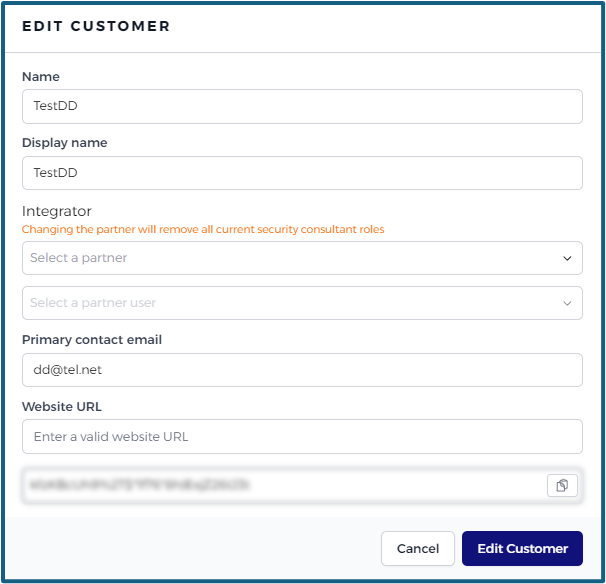 EDIT CUSTOMER
Name
TestDD
Display name
TestDD
Integrator
Changing the partner will remove all current security consultant roles
Select a partner
Select a partner user
Primary contact email
dd@tel.net
Website URL
Enter a valid website URL
Cancel
Edit Customer